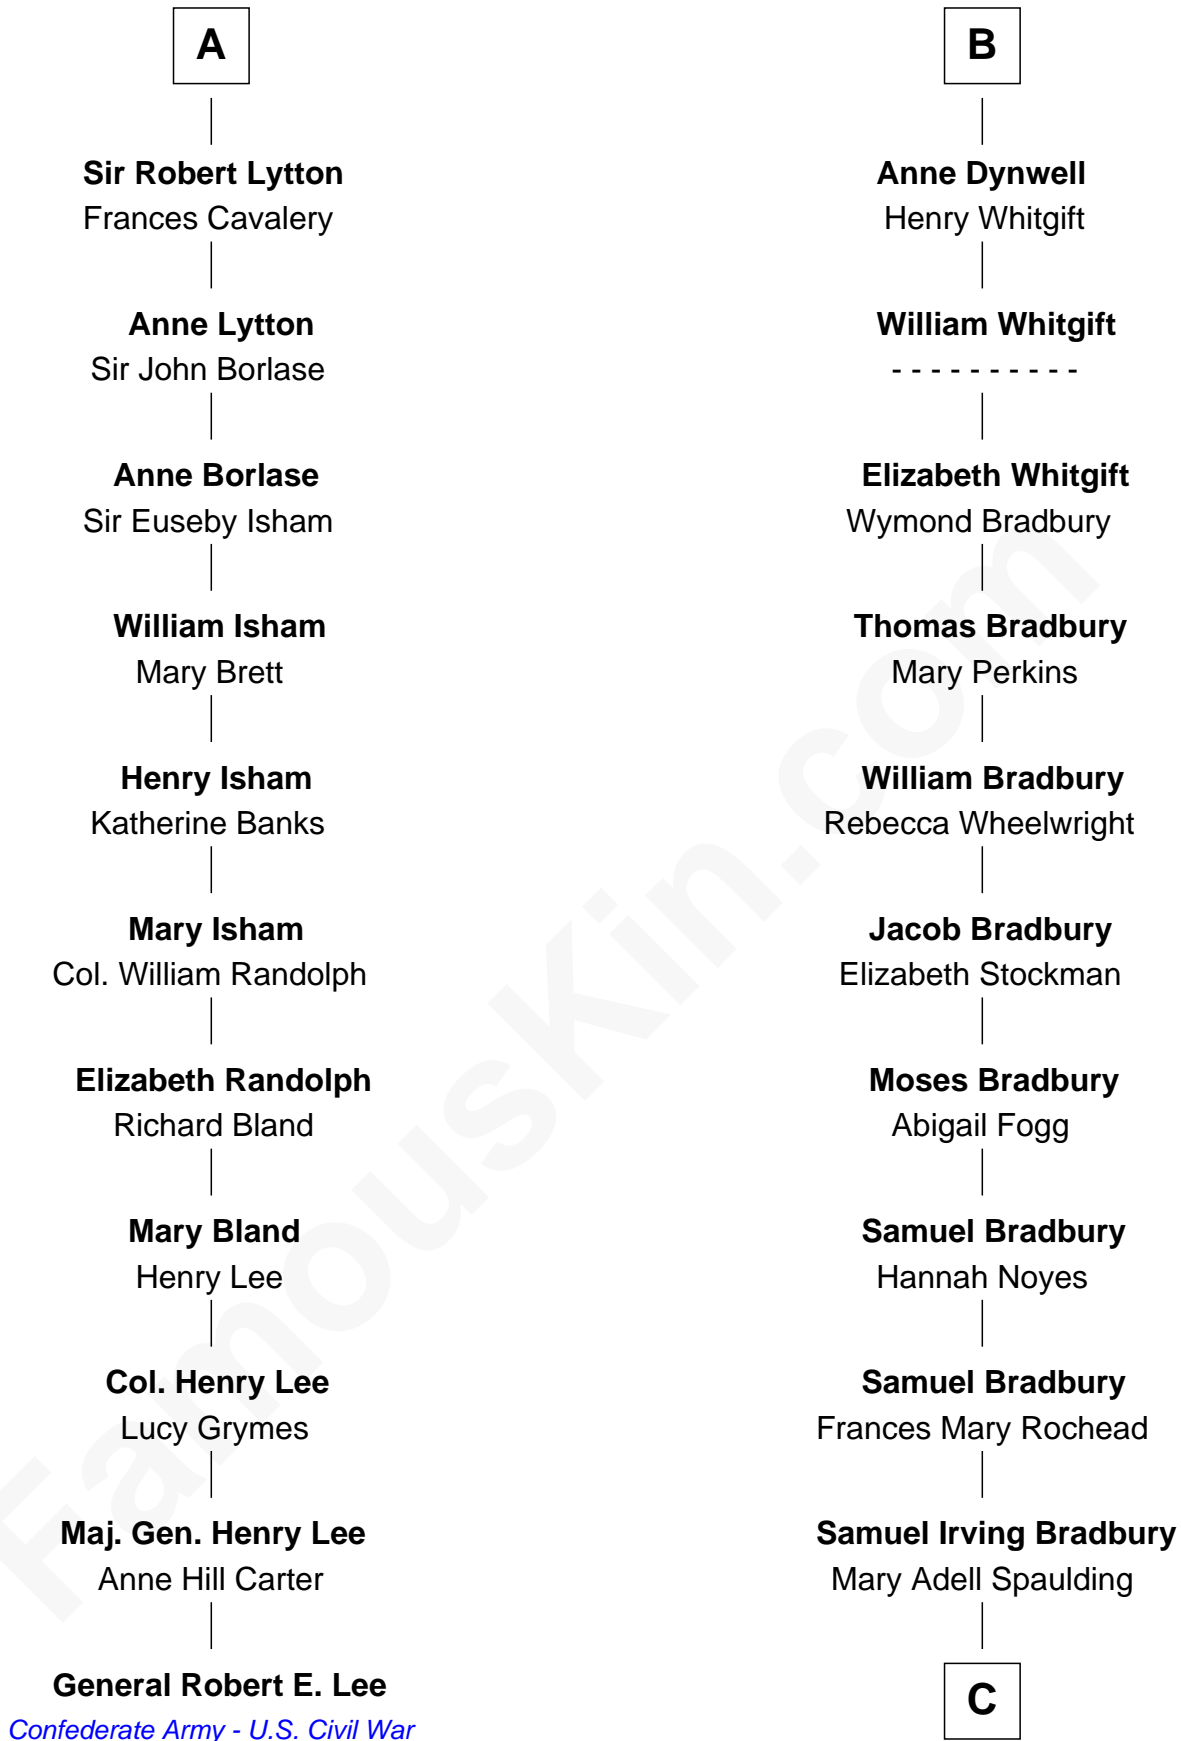 A
Sir Robert Lytton
Frances Cavalery
Anne Lytton
Sir John Borlase
Anne Borlase
Sir Euseby Isham
William Isham
Mary Brett
Henry Isham
Katherine Banks
Mary Isham
Col. William Randolph
Elizabeth Randolph
Richard Bland
Mary Bland
Henry Lee
Col. Henry Lee
Lucy Grymes
Maj. Gen. Henry Lee
Anne Hill Carter
General Robert E. Lee
Confederate Army - U.S. Civil War
B
Anne Dynwell
Henry Whitgift
William Whitgift
- - - - - - - - - -
Elizabeth Whitgift
Wymond Bradbury
Thomas Bradbury
Mary Perkins
William Bradbury
Rebecca Wheelwright
Jacob Bradbury
Elizabeth Stockman
Moses Bradbury
Abigail Fogg
Samuel Bradbury
Hannah Noyes
Samuel Bradbury
Frances Mary Rochead
Samuel Irving Bradbury
Mary Adell Spaulding
C
FamousKin.com